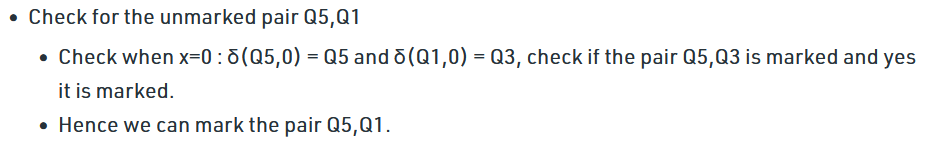 • Check for the unmarked pair Q5,Q1
• Check when x=0 : δ(Q5,0) = Q5 and δ(Q1,0) = Q3, check if the pair Q5,Q3 is marked and yes
it is marked.
• Hence we can mark the pair Q5,Q1.